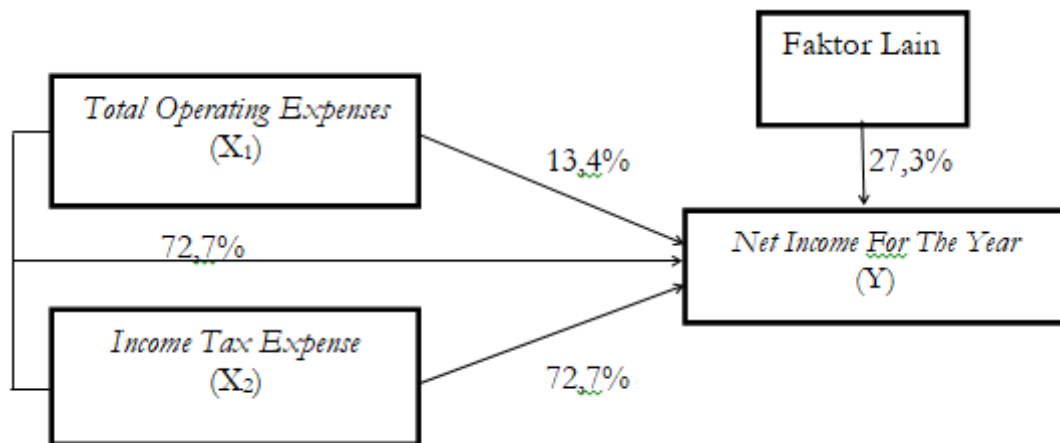 Faktor Lain
Total Operating Expenses
(X₁)
13,4%
27,3%
72,7%
Net Income For The Year
(Y)
Income Tax Expense
(X₂)
72,7%